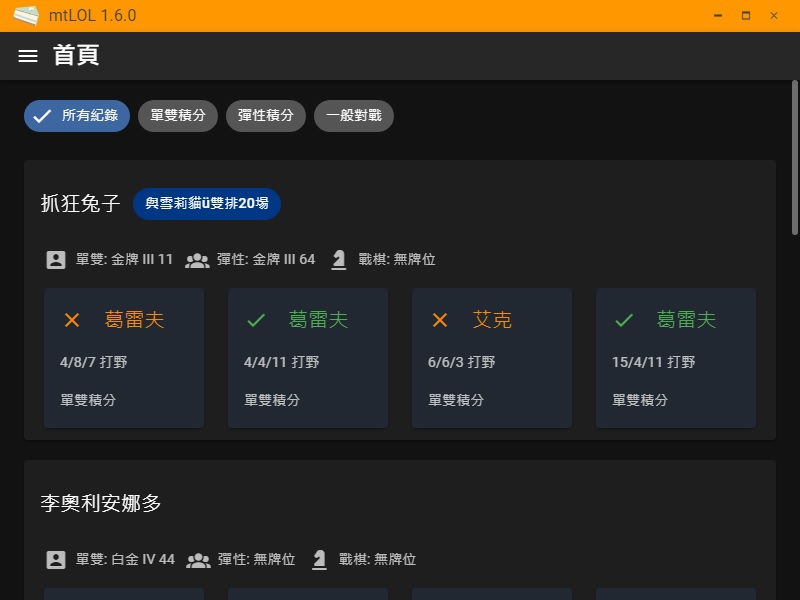 mtLOL 1.6.0
首頁
所有紀錄 單雙積分 彈性積分 一般對戰
抓狂兔子 與雪莉貓ü雙排20場
單雙: 金牌 III 11 彈性: 金牌 III 64 戰棋: 無牌位
葛雷夫 葛雷夫 艾克 葛雷夫
4/8/7 打野 4/4/11 打野 6/6/3 打野 15/4/11 打野
單雙積分 單雙積分 單雙積分 單雙積分
李奧利安娜多
單雙: 白金 IV 44 彈性: 無牌位 戰棋: 無牌位